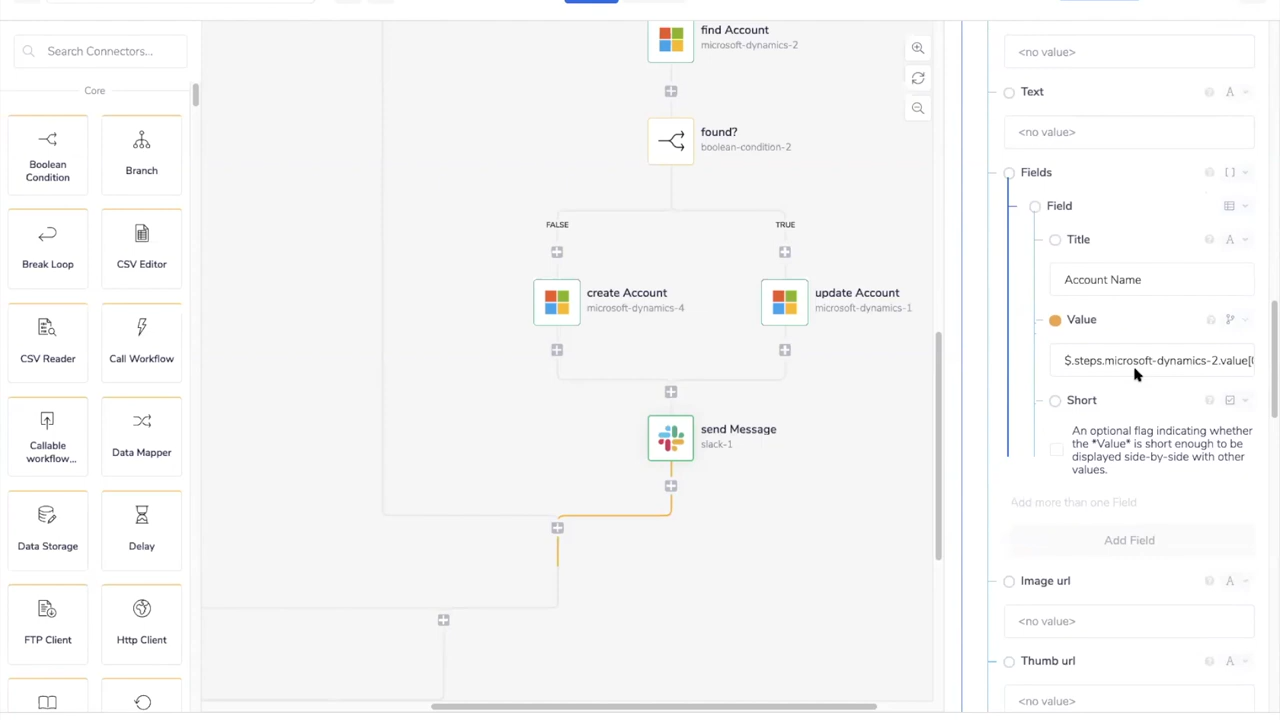 Search Connectors...
Core
Boolean
Condition
Branch
Break Loop
CSV Editor
CSV Reader
Call Workflow
Callable
workflow...
Data Mapper
Data Storage
Delay
FTP Client
Http Client
find Account
microsoft-dynamics-2
found?
boolean-condition-2
FALSE
TRUE
create Account
microsoft-dynamics-4
update Account
microsoft-dynamics-1
send Message
slack-1
<no value>
Text
A
<no value>
Fields
[ ]
Field
Title
A
Account Name
Value
$.steps.microsoft-dynamics-2.value[0
Short
An optional flag indicating whether
the *Value* is short enough to be
displayed side-by-side with other
values.
Add more than one Field
Add Field
Image url
A
<no value>
Thumb url
A
<no value>